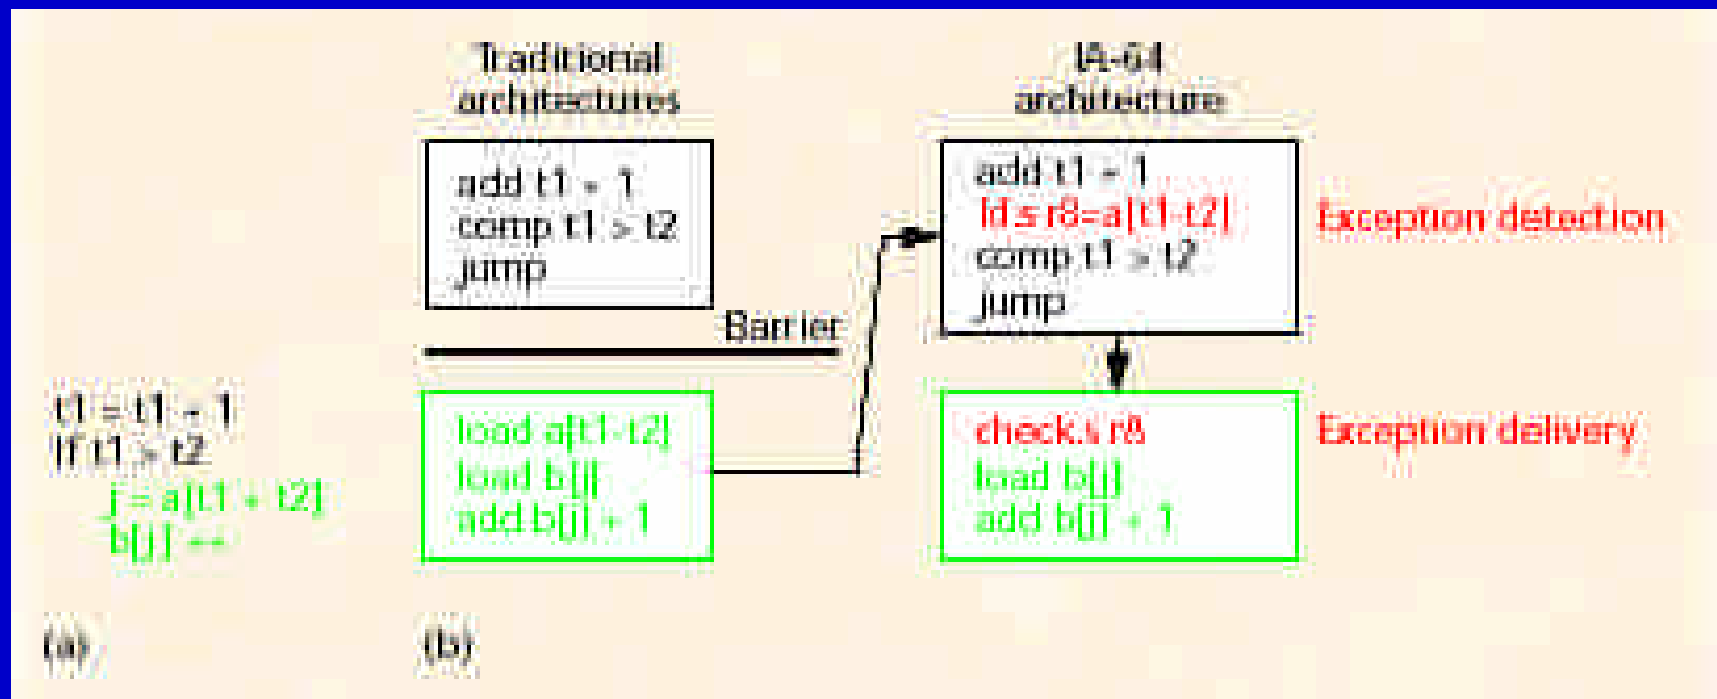 Traditional
architectures
add t1 + 1
comp t1 > t2
jump
Barrier
load a[t1-t2]
load b[j]
add b[j] + 1
IA-64
architecture
add t1 + 1
ld.s r8=a[t1-t2]
comp t1 > t2
jump
Exception detection
check.s r8
load b[j]
add b[j] + 1
Exception delivery
t1 = t1 + 1
If t1 > t2
j = a[t1 + t2]
b[j] ++
(a)
(b)